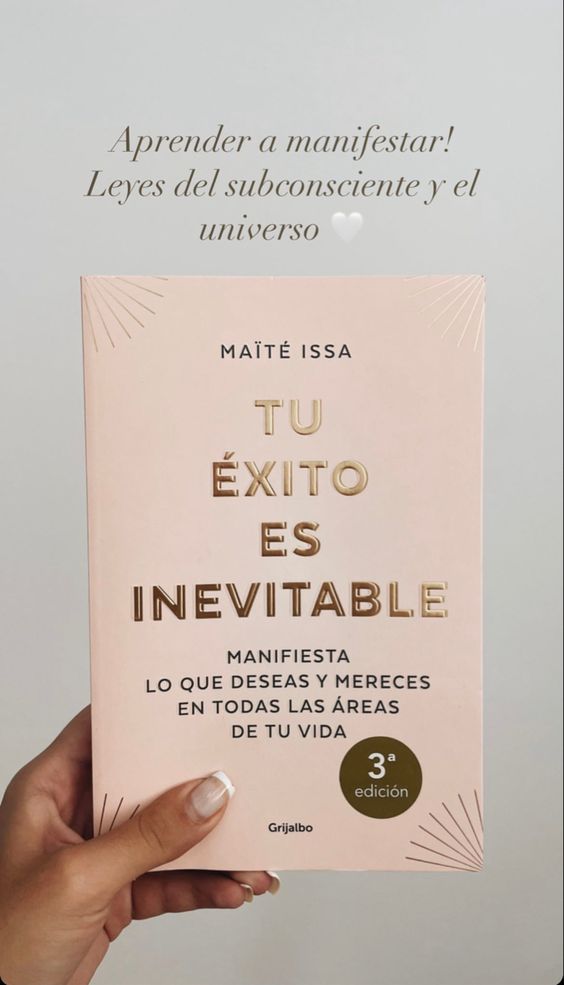 Aprender a manifestar!
Leyes del subconsciente y el
universo 🤍
MAÏTÉ ISSA
TU
ÉXITO
ES
INEVITABLE
MANIFIESTA
LO QUE DESEAS Y MERECES
EN TODAS LAS ÁREAS
DE TU VIDA
3ª
edición
Grijalbo